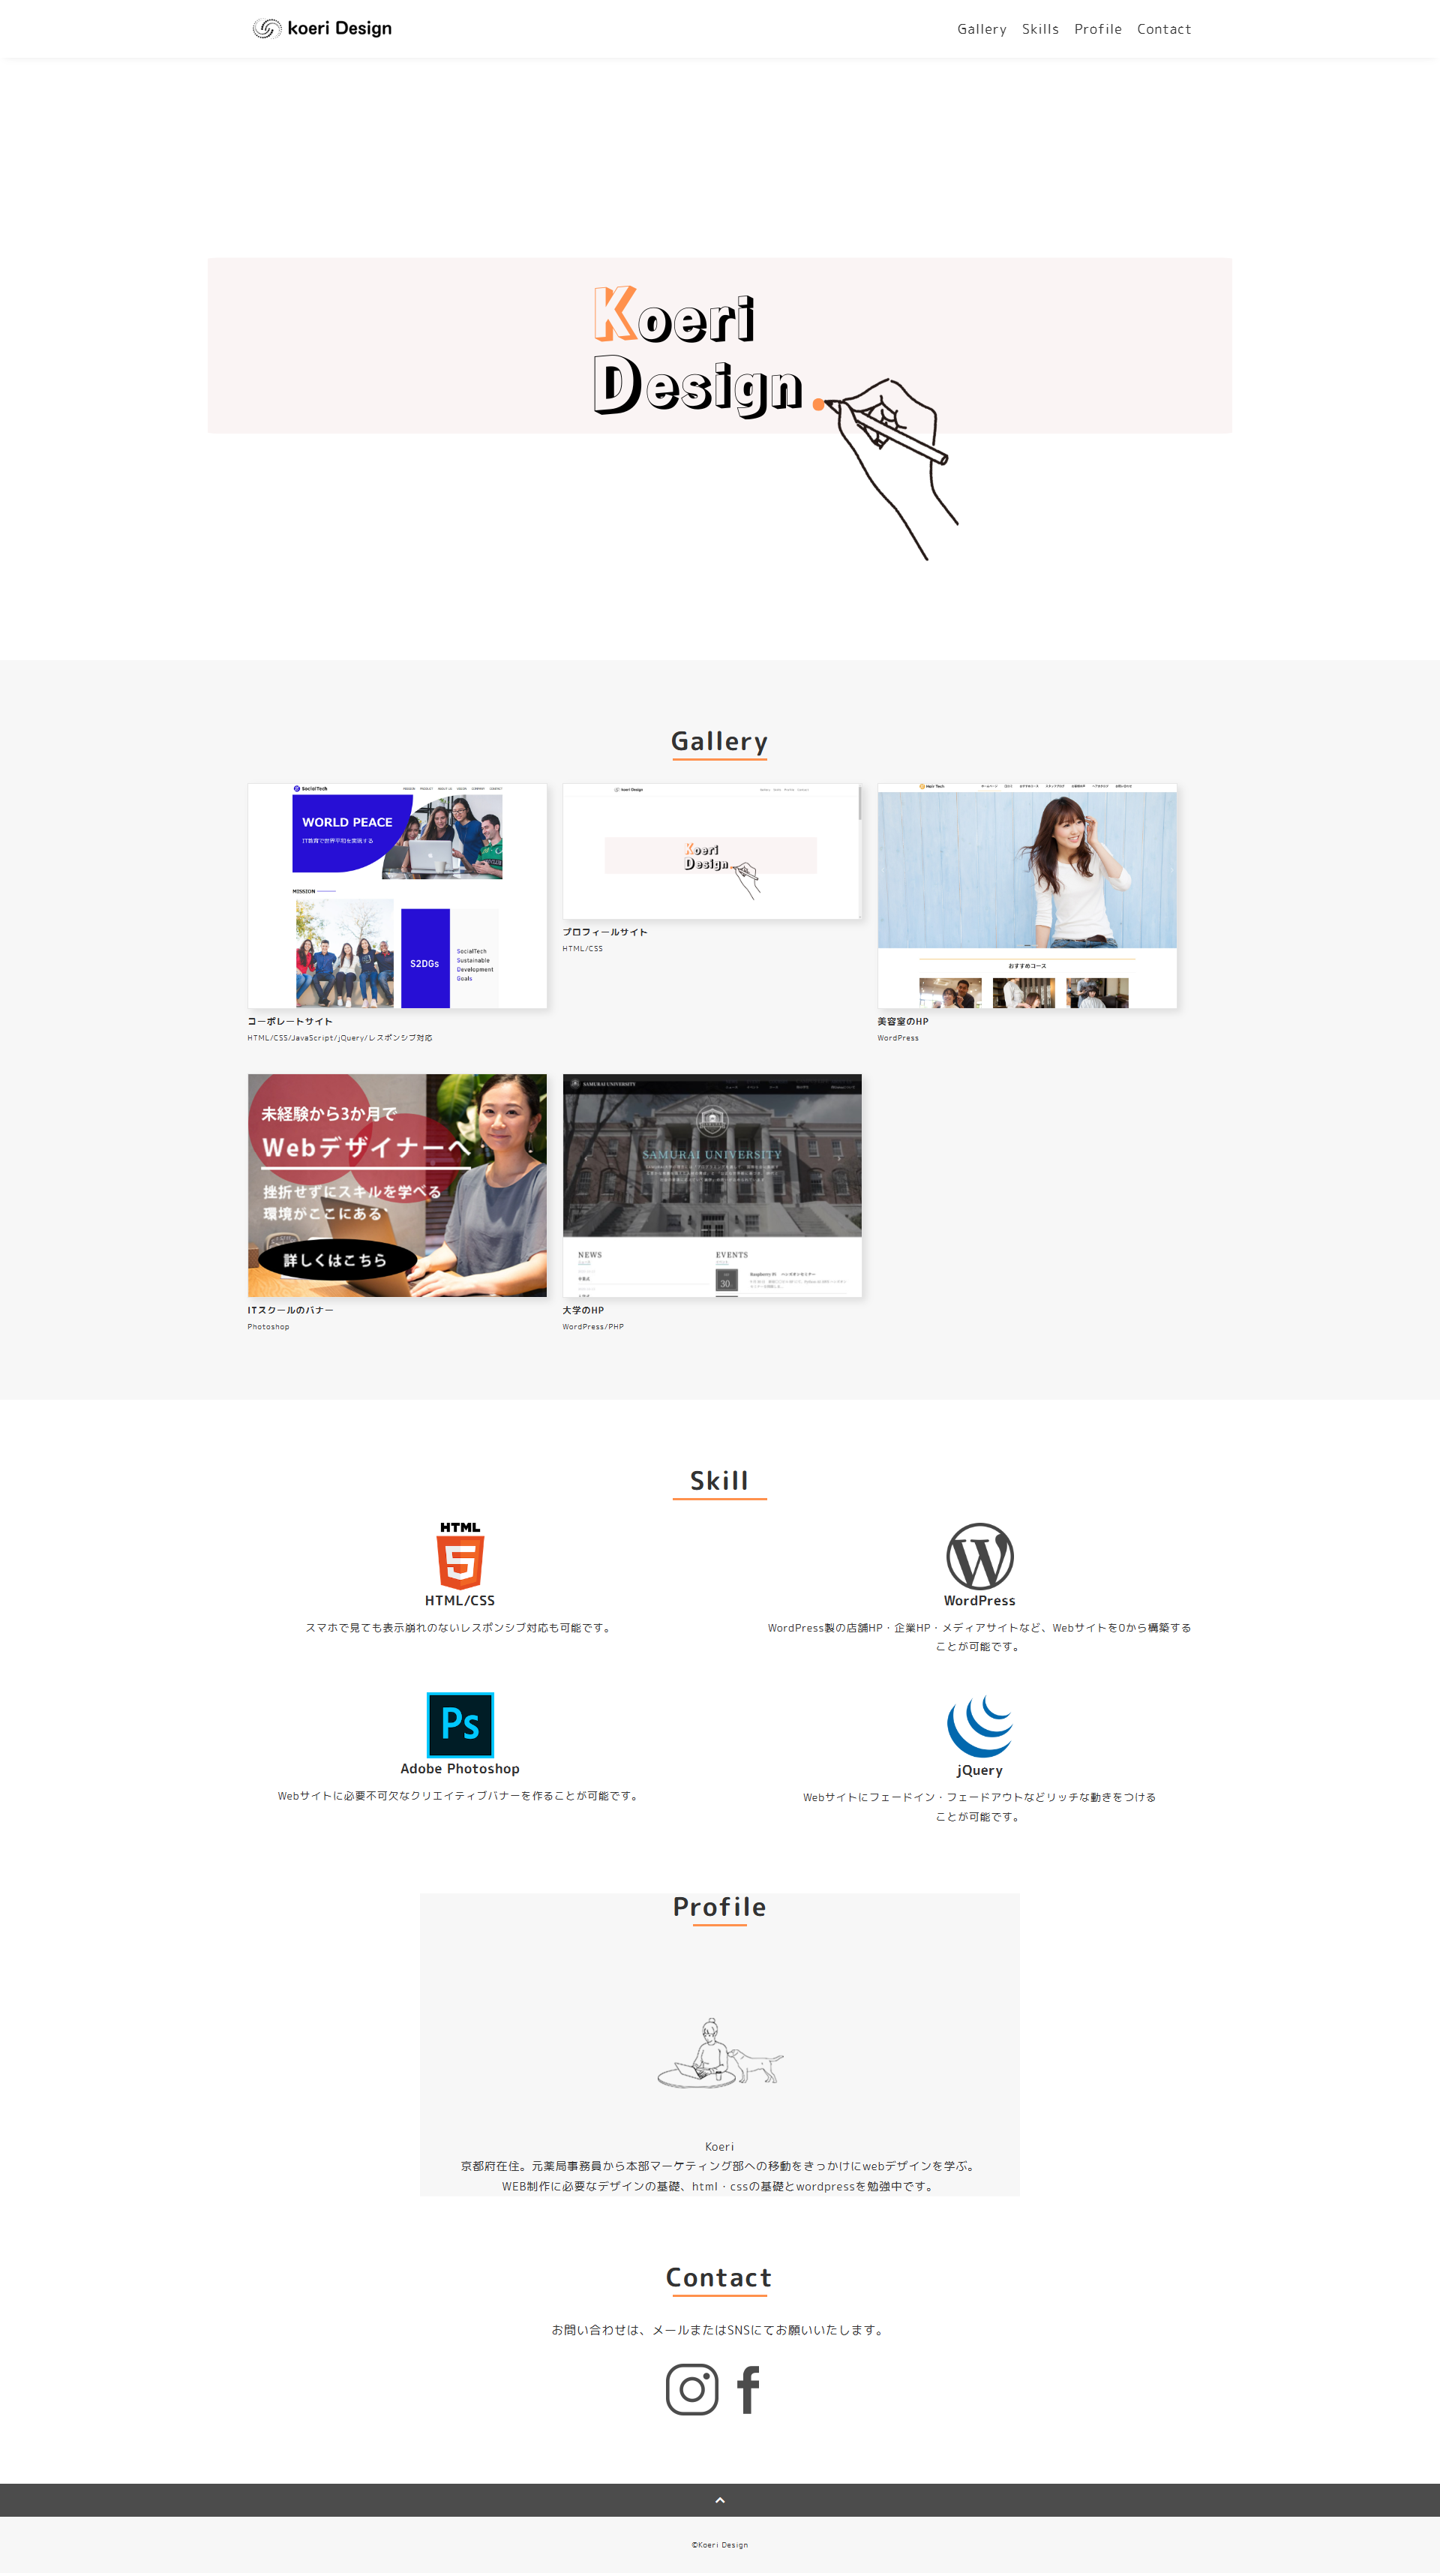 koeri Design
Gallery Skills Profile Contact
Koeri
Design
Gallery
SocialTech
MISSION PRODUCT ABOUT US COMPANY CONTACT
WORLD PEACE
IT教育で世界平和を実現する
MISSION
S2DGs
SocialTech
Sustainable
Development
Goals
コーポレートサイト
HTML/CSS/JavaScript/jQuery/レスポンシブ対応
koeri Design
Gallery Skills Profile Contact
Koeri
Design
プロフィールサイト
HTML/CSS
Hair Tech
おすすめコース
美容室のHP
WordPress
未経験から3か月で
Webデザイナーへ
挫折せずにスキルを学べる
環境がここにある
詳しくはこちら
ITスクールのバナー
Photoshop
SAMURAI UNIVERSITY
SAMURAI UNIVERSITY
NEWS
EVENTS
30
大学のHP
WordPress/PHP
Skill
HTML
5
HTML/CSS
スマホで見ても表示崩れのないレスポンシブ対応も可能です。
WordPress
WordPress製の店舗HP・企業HP・メディアサイトなど、Webサイトを0から構築する
ことが可能です。
Ps
Adobe Photoshop
Webサイトに必要不可欠なクリエイティブバナーを作ることが可能です。
jQuery
Webサイトにフェードイン・フェードアウトなどリッチな動きをつける
ことが可能です。
Profile
Koeri
京都府在住。元薬局事務員から本部マーケティング部への移動をきっかけにwebデザインを学ぶ。
WEB制作に必要なデザインの基礎、html・cssの基礎とwordpressを勉強中です。
Contact
お問い合わせは、メールまたはSNSにてお願いいたします。
©Koeri Design